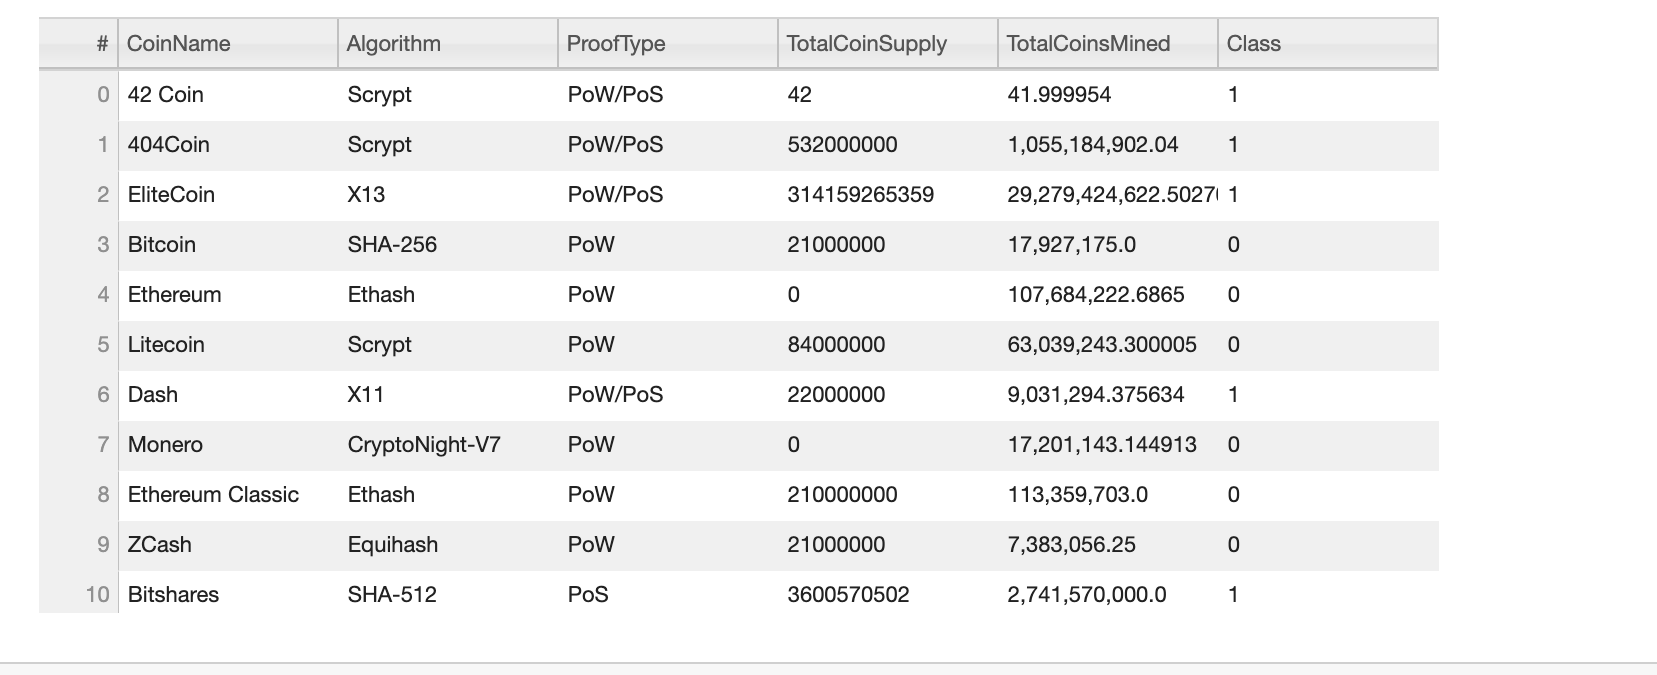 # CoinName Algorithm ProofType TotalCoinSupply TotalCoinsMined Class
0 42 Coin Scrypt PoW/PoS 42 41.999954 1
1 404Coin Scrypt PoW/PoS 532000000 1,055,184,902.04 1
2 EliteCoin X13 PoW/PoS 314159265359 29,279,424,622.5027 1
3 Bitcoin SHA-256 PoW 21000000 17,927,175.0 0
4 Ethereum Ethash PoW 0 107,684,222.6865 0
5 Litecoin Scrypt PoW 84000000 63,039,243.300005 0
6 Dash X11 PoW/PoS 22000000 9,031,294.375634 1
7 Monero CryptoNight-V7 PoW 0 17,201,143.144913 0
8 Ethereum Classic Ethash PoW 210000000 113,359,703.0 0
9 ZCash Equihash PoW 21000000 7,383,056.25 0
10 Bitshares SHA-512 PoS 3600570502 2,741,570,000.0 1